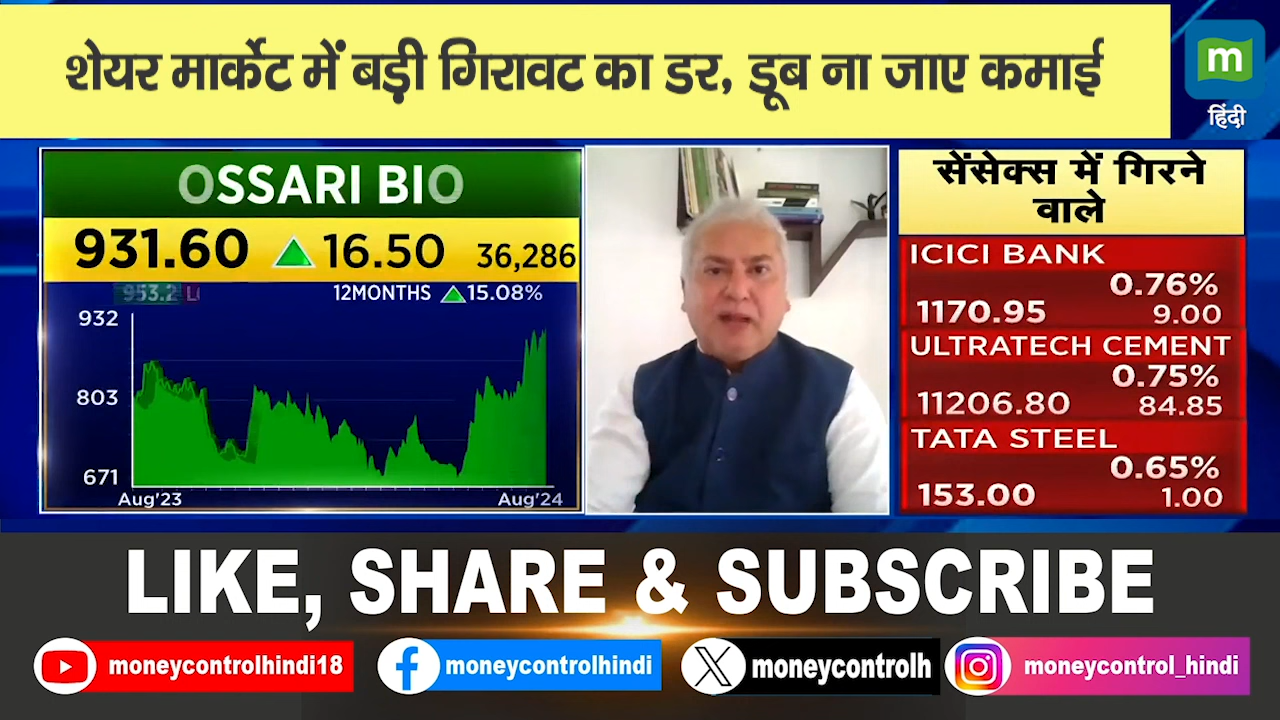 शेयर मार्केट में बड़ी गिरावट का डर, डूब ना जाए कमाई
m
हिंदी
OSSARI BIO
931.60 16.50 36,286
953.2
12MONTHS 15.08%
932
803
671
Aug'23 Aug'24
सेंसेक्स में गिरने
वाले
ICICI BANK
0.76%
1170.95 9.00
ULTRATECH CEMENT
0.75%
11206.80 84.85
TATA STEEL
0.65%
153.00 1.00
LIKE, SHARE & SUBSCRIBE
moneycontrolhindi18 moneycontrolhindi moneycontrolh moneycontrol_hindi